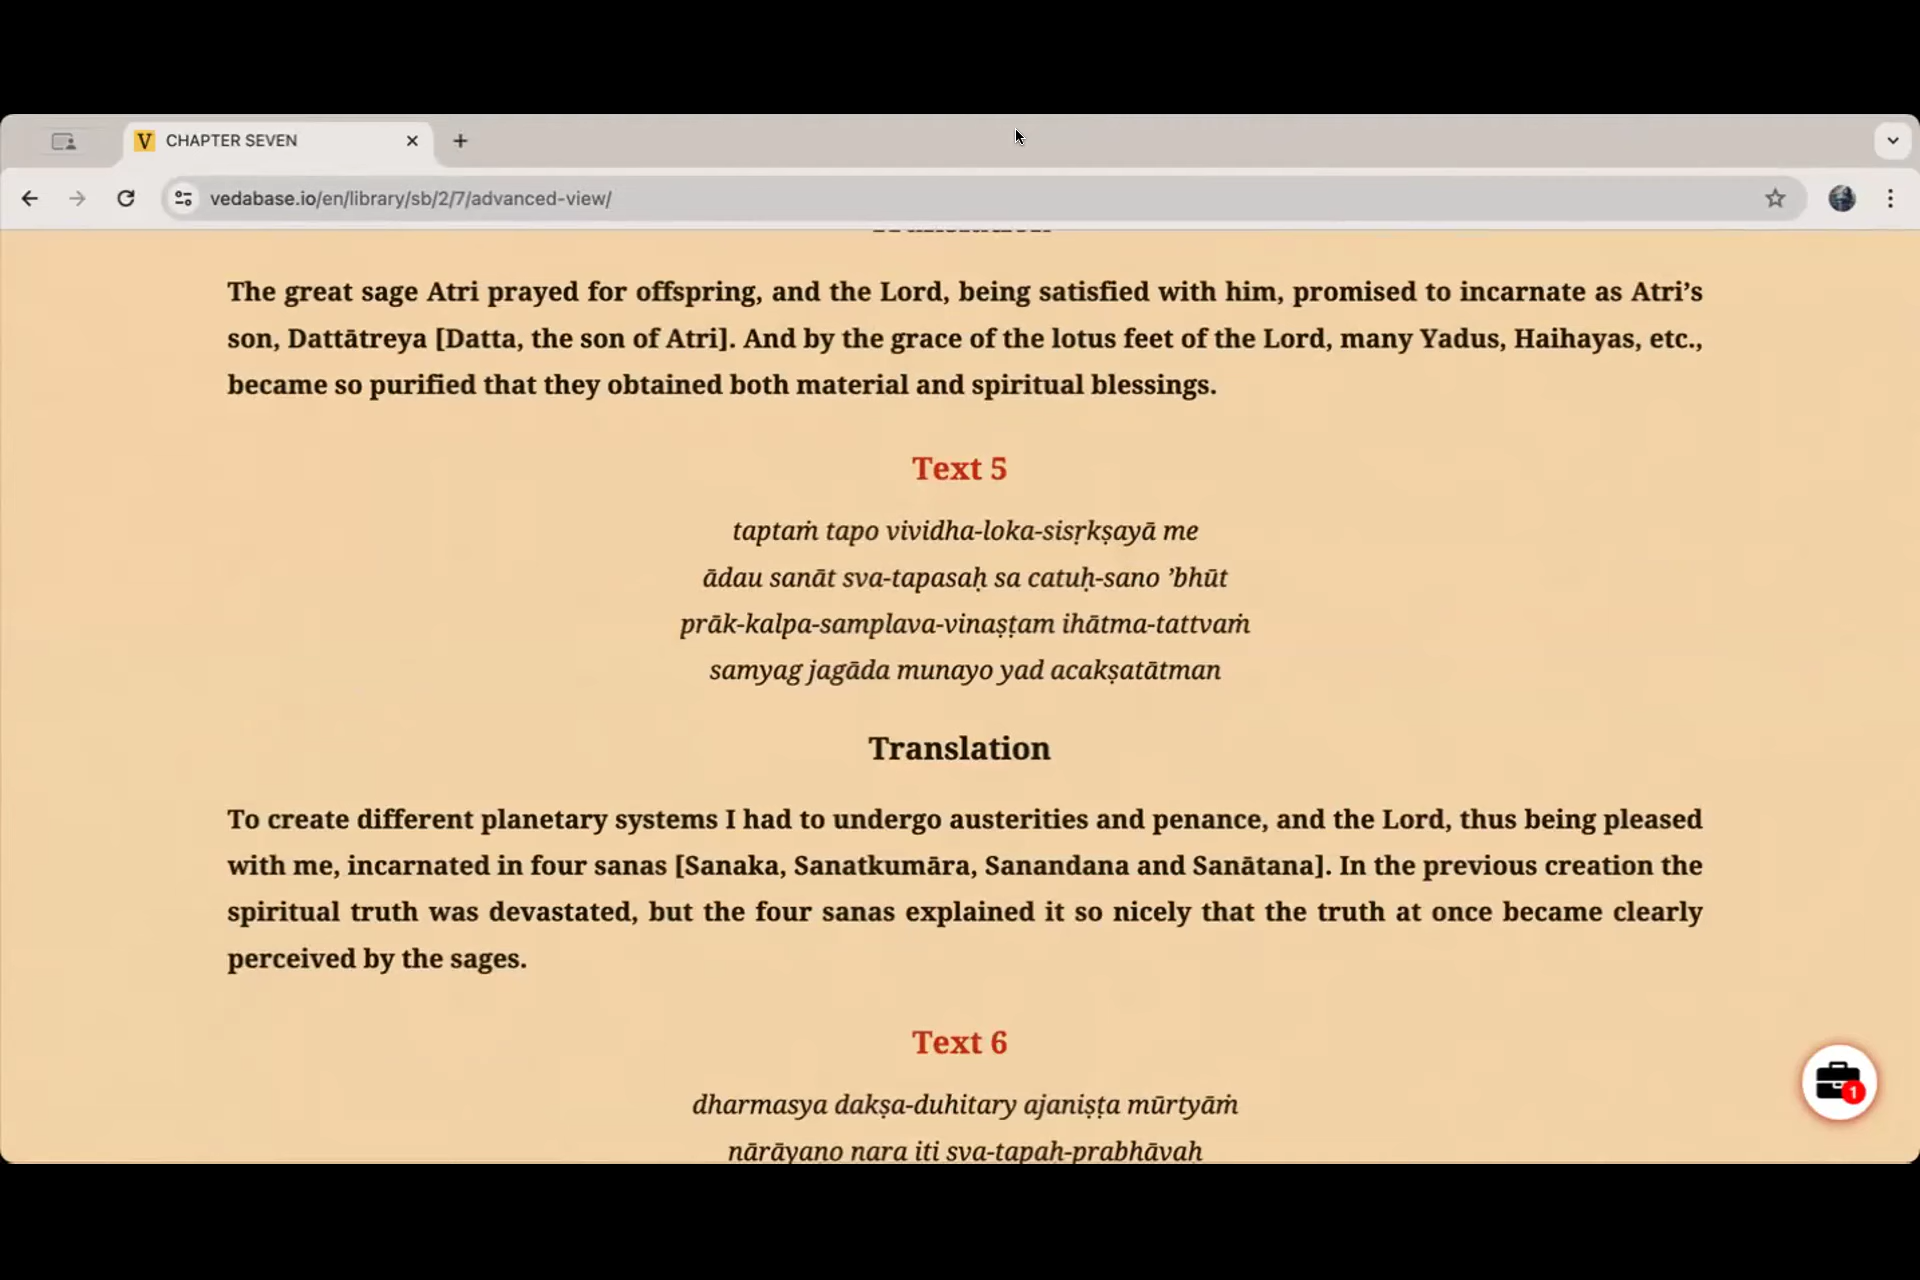 CHAPTER SEVEN
vedabase.io/en/library/sb/2/7/advanced-view/
The great sage Atri prayed for offspring, and the Lord, being satisfied with him, promised to incarnate as Atri’s
son, Dattātreya [Datta, the son of Atri]. And by the grace of the lotus feet of the Lord, many Yadus, Haihayas, etc.,
became so purified that they obtained both material and spiritual blessings.
Text 5
taptaṁ tapo vividha-loka-sisṛkṣayā me
ādau sanāt sva-tapasaḥ sa catuḥ-sano ’bhūt
prāk-kalpa-samplava-vinaṣṭam ihātma-tattvaṁ
samyag jagāda munayo yad acakṣatātman
Translation
To create different planetary systems I had to undergo austerities and penance, and the Lord, thus being pleased
with me, incarnated in four sanas [Sanaka, Sanatkumāra, Sanandana and Sanātana]. In the previous creation the
spiritual truth was devastated, but the four sanas explained it so nicely that the truth at once became clearly
perceived by the sages.
Text 6
dharmasya dakṣa-duhitary ajaniṣṭa mūrtyāṁ
nārāyaṇo nara iti sva-tapaḥ-prabhāvaḥ
1